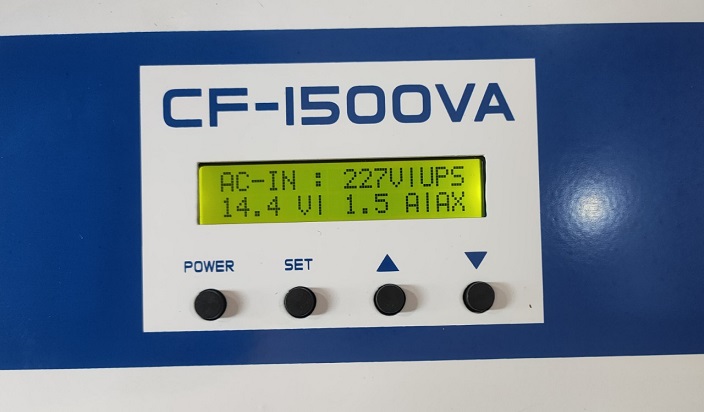 CF-1500VA
AC-IN : 227V|UPS
14.4 V| 1.5 A|AX
POWER SET ▲ ▼